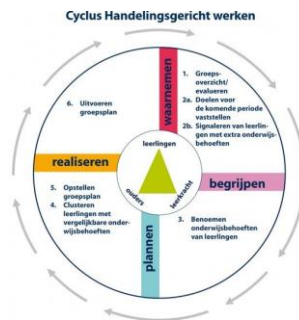 Cyclus Handelingsgericht werken
waarnemen
1. Groeps-
overzicht/
evalueren
2a. Doelen voor
de komende periode
vaststellen
2b. Signaleren van leerlin-
gen met extra onderwijs-
behoeften
begrijpen
3. Benoemen
onderwijsbehoeften
van leerlingen
plannen
5. Opstellen
groepsplan
4. Clusteren
leerlingen met
vergelijkbare onder-
wijsbehoeften
realiseren
6. Uitvoeren
groepsplan
leerlingen
ouders
leerkracht